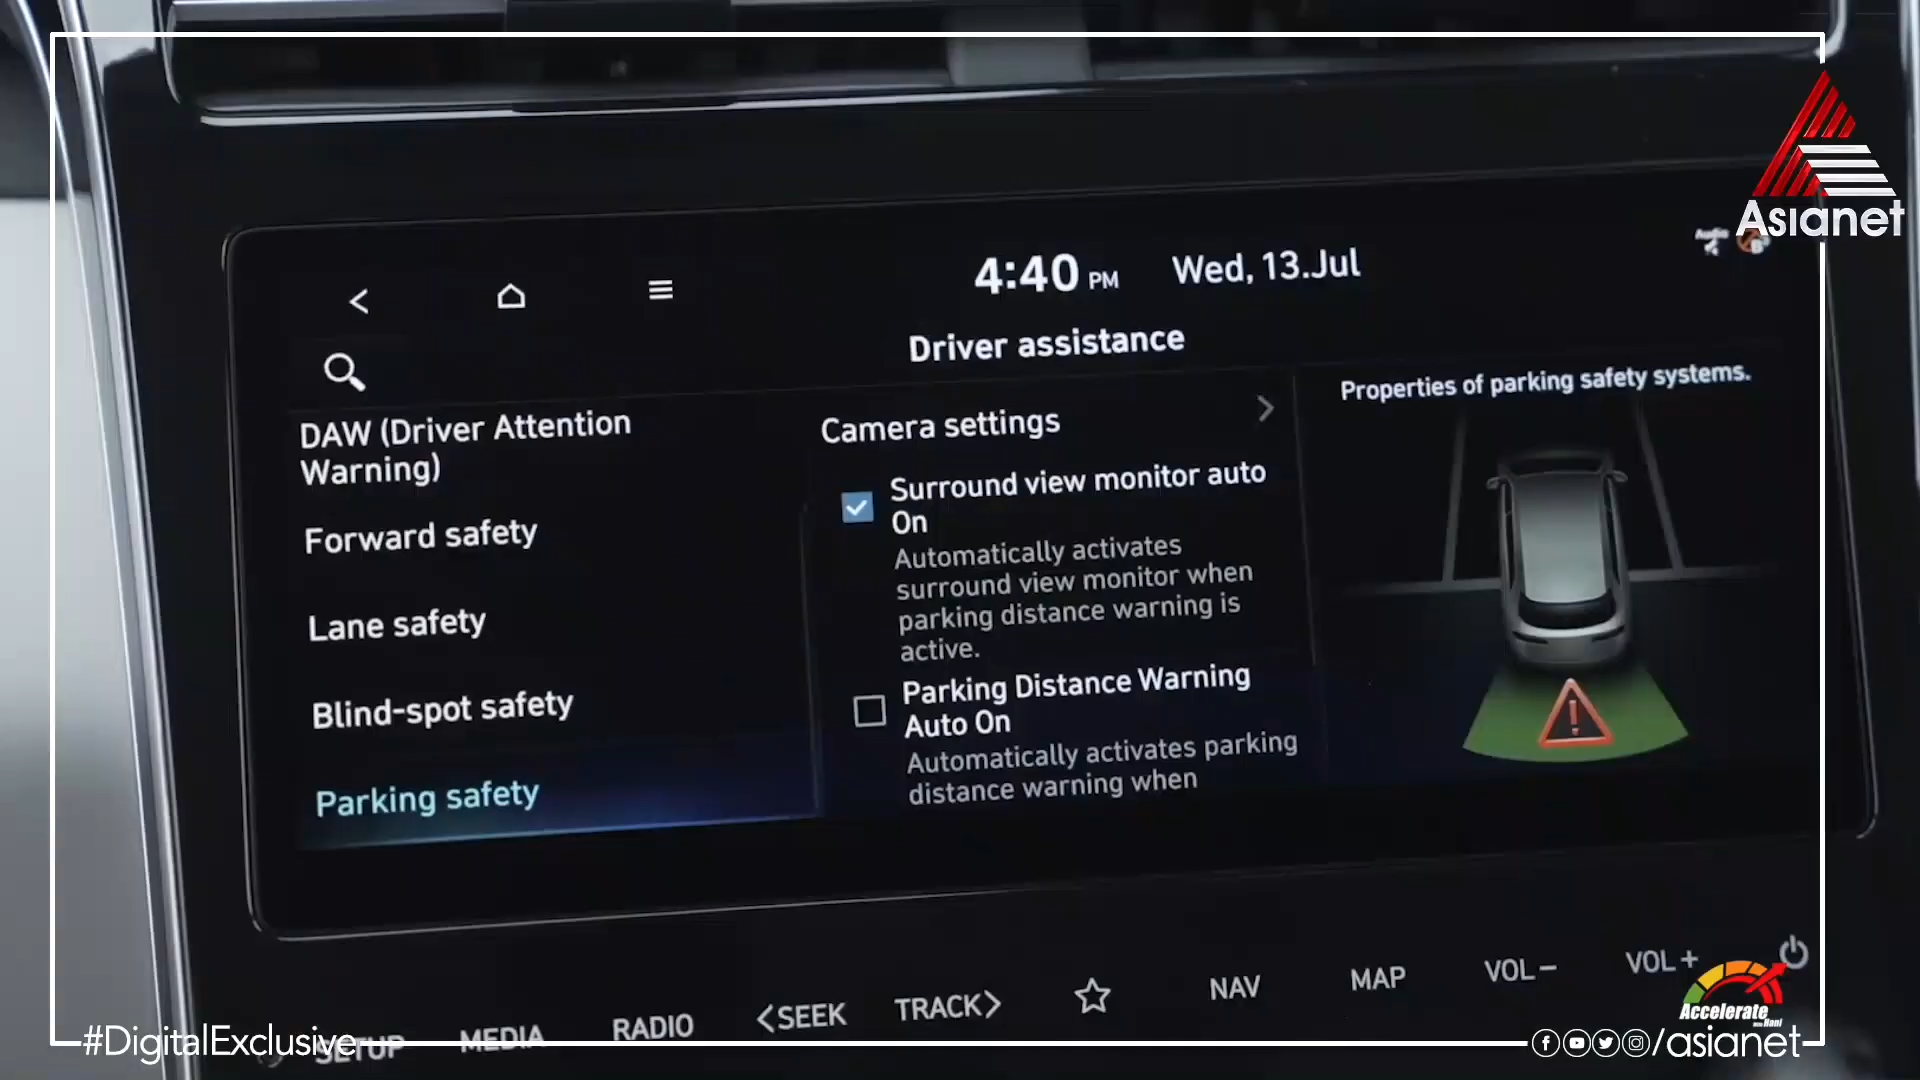 Asianet
4:40 PM Wed, 13.Jul
Driver assistance
DAW (Driver Attention
Warning)
Forward safety
Lane safety
Blind-spot safety
Parking safety
Camera settings
Surround view monitor auto
On
Automatically activates
surround view monitor when
parking distance warning is
active.
Parking Distance Warning
Auto On
Automatically activates parking
distance warning when
Properties of parking safety systems.
SETUP MEDIA RADIO <SEEK TRACK> NAV MAP VOL− VOL+
Accelerate
with Hani
#DigitalExclusive
/asianet